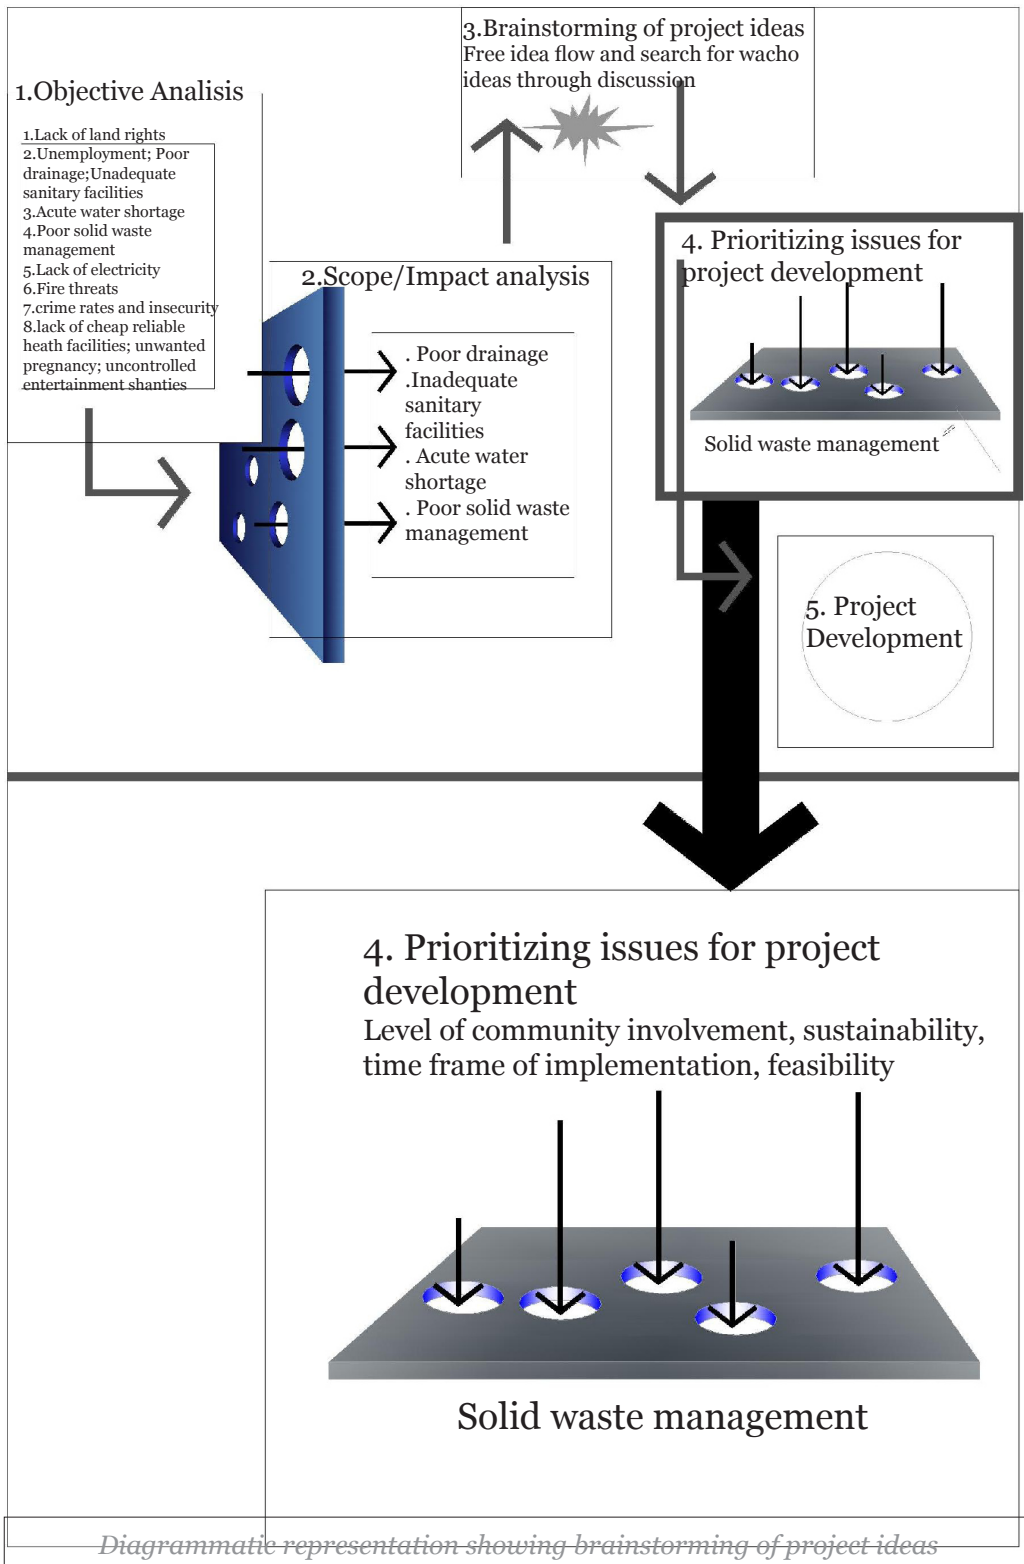 1.Objective Analisis
1.Lack of land rights
2.Unemployment; Poor
drainage;Unadequate
sanitary facilities
3.Acute water shortage
4.Poor solid waste
management
5.Lack of electricity
6.Fire threats
7.crime rates and insecurity
8.lack of cheap reliable
heath facilities; unwanted
pregnancy; uncontrolled
entertainment shanties
2.Scope/Impact analysis
. Poor drainage
.Inadequate
sanitary
facilities
. Acute water
shortage
. Poor solid waste
management
3.Brainstorming of project ideas
Free idea flow and search for wacho
ideas through discussion
4. Prioritizing issues for
project development
Solid waste management
5. Project
Development
4. Prioritizing issues for project
development
Level of community involvement, sustainability,
time frame of implementation, feasibility
Solid waste management
Diagrammatic representation showing brainstorming of project ideas